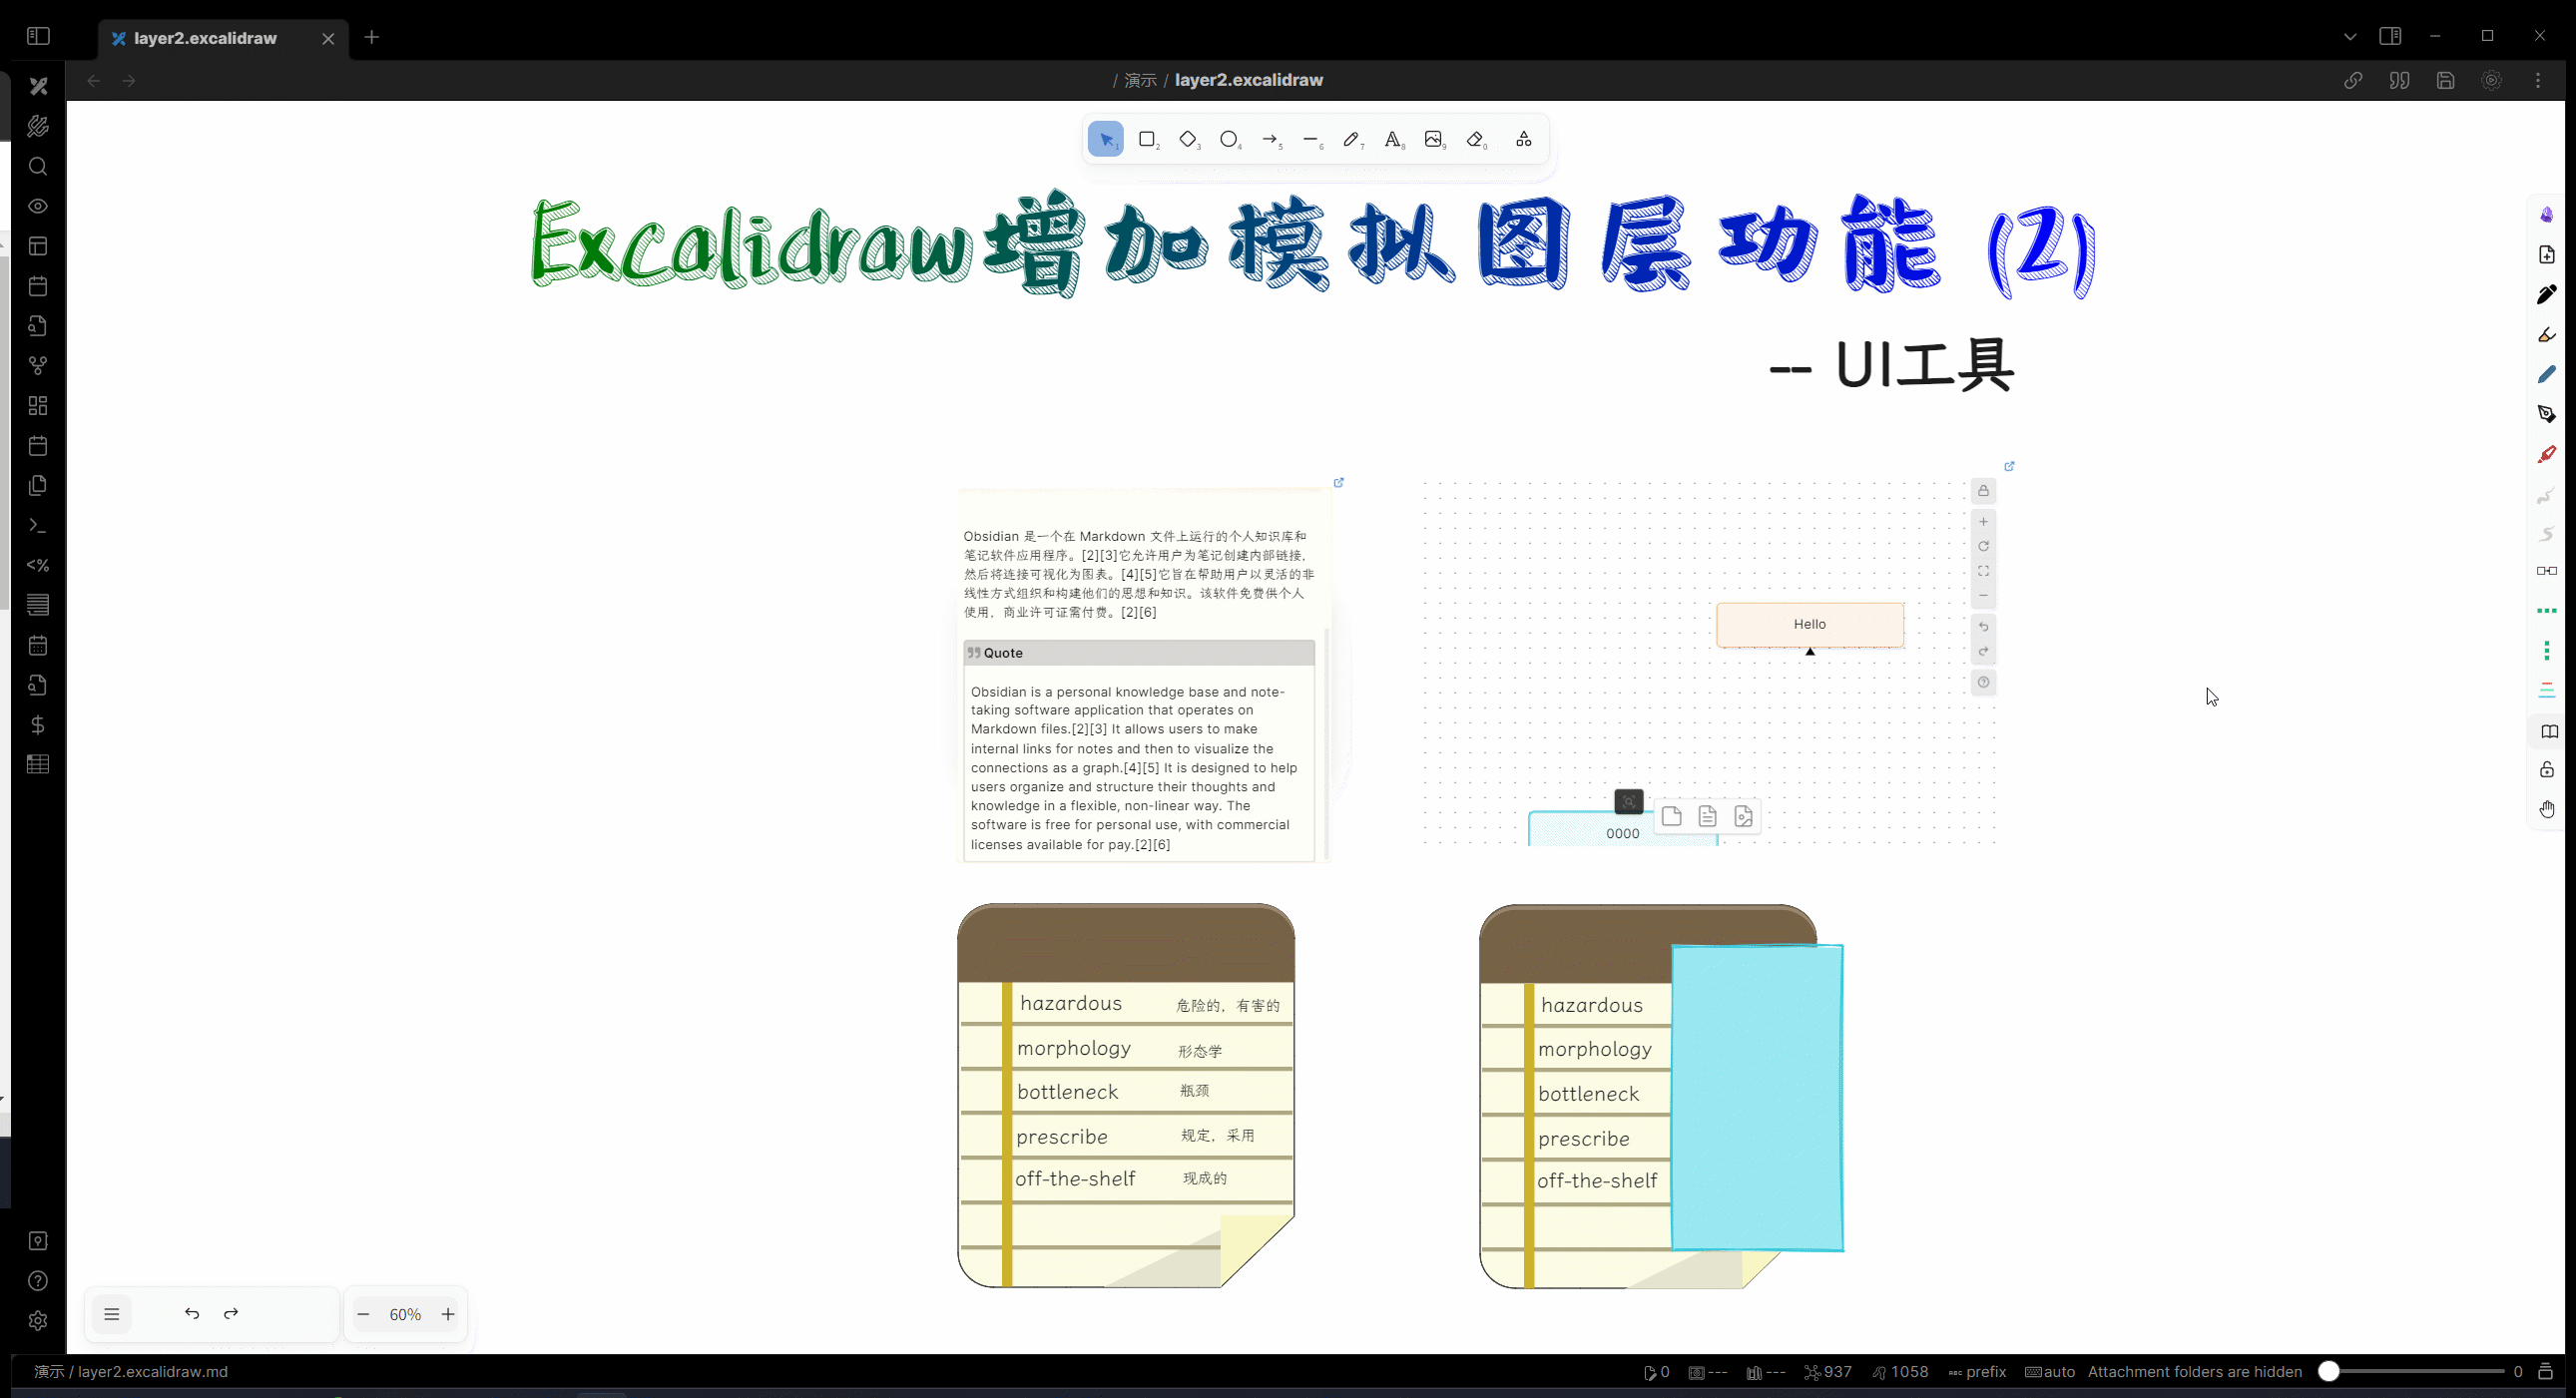 layer2.excalidraw
/ 演示 / layer2.excalidraw
1
2
3
4
5
6
7
8
9
0
Excalidraw增加模拟图层功能 (2)
-- UI工具
Obsidian 是一个在 Markdown 文件上运行的个人知识库和
笔记软件应用程序。[2][3]它允许用户为笔记创建内部链接，
然后将连接可视化为图表。[4][5]它旨在帮助用户以灵活的非
线性方式组织和构建他们的思想和知识。该软件免费供个人
使用，商业许可证需付费。[2][6]
Quote
Obsidian is a personal knowledge base and note-
taking software application that operates on
Markdown files.[2][3] It allows users to make
internal links for notes and then to visualize the
connections as a graph.[4][5] It is designed to help
users organize and structure their thoughts and
knowledge in a flexible, non-linear way. The
software is free for personal use, with commercial
licenses available for pay.[2][6]
Hello
0000
hazardous 危险的，有害的
morphology 形态学
bottleneck 瓶颈
prescribe 规定，采用
off-the-shelf 现成的
hazardous
morphology
bottleneck
prescribe
off-the-shelf
60%
演示 / layer2.excalidraw.md
0 --- --- 937 1058 ABC prefix auto Attachment folders are hidden 0